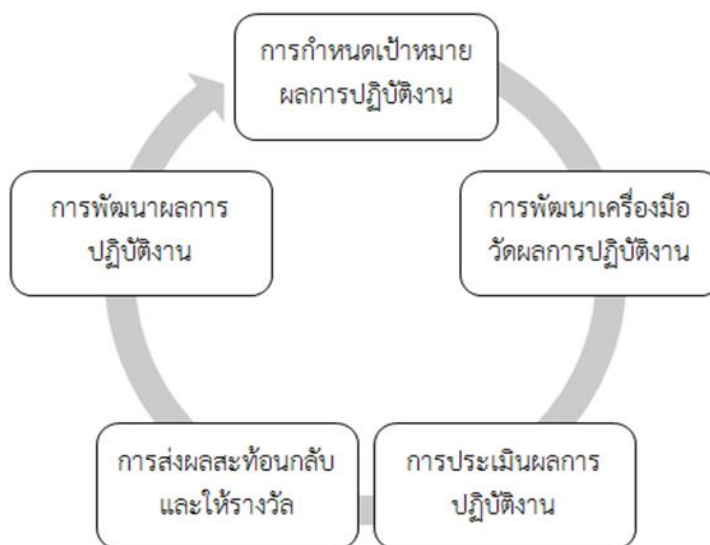 การกำหนดเป้าหมาย
ผลการปฏิบัติงาน
การพัฒนาเครื่องมือ
วัดผลการปฏิบัติงาน
การประเมินผลการ
ปฏิบัติงาน
การส่งผลสะท้อนกลับ
และให้รางวัล
การพัฒนาผลการ
ปฏิบัติงาน